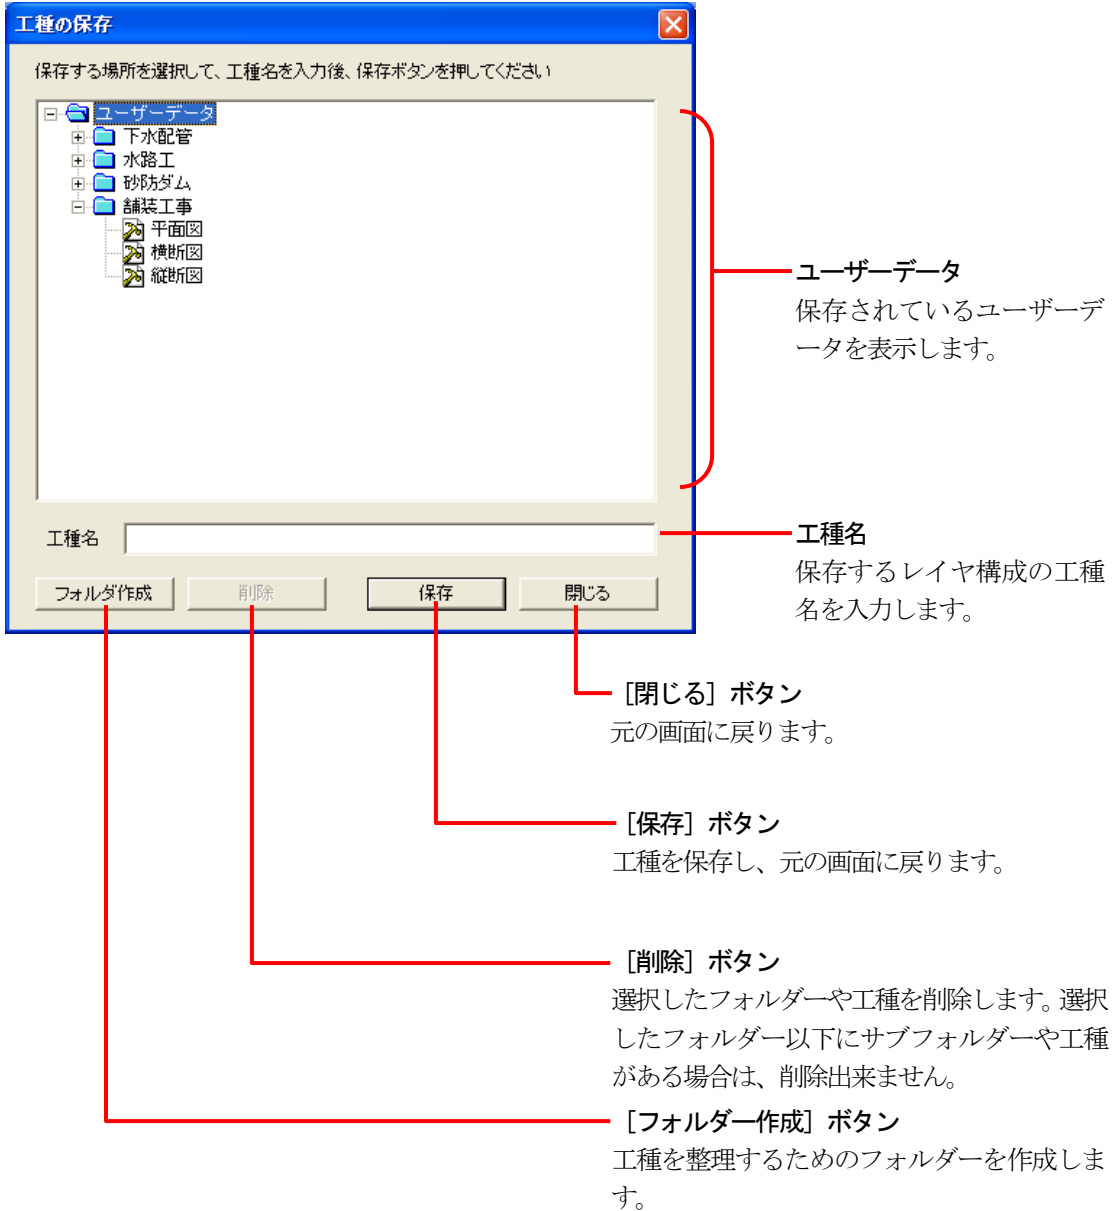 工種の保存
保存する場所を選択して、工種名を入力後、保存ボタンを押してください
ユーザーデータ
下水配管
水路工
砂防ダム
舗装工事
平面図
横断図
縦断図
ユーザーデータ
保存されているユーザーデ
ータを表示します。
工種名
工種名
保存するレイヤ構成の工種
名を入力します。
フォルダ作成 削除 保存 閉じる
[閉じる] ボタン
元の画面に戻ります。
[保存] ボタン
工種を保存し、元の画面に戻ります。
[削除] ボタン
選択したフォルダーや工種を削除します。選択
したフォルダー以下にサブフォルダーや工種
がある場合は、削除出来ません。
[フォルダー作成] ボタン
工種を整理するためのフォルダーを作成しま
す。